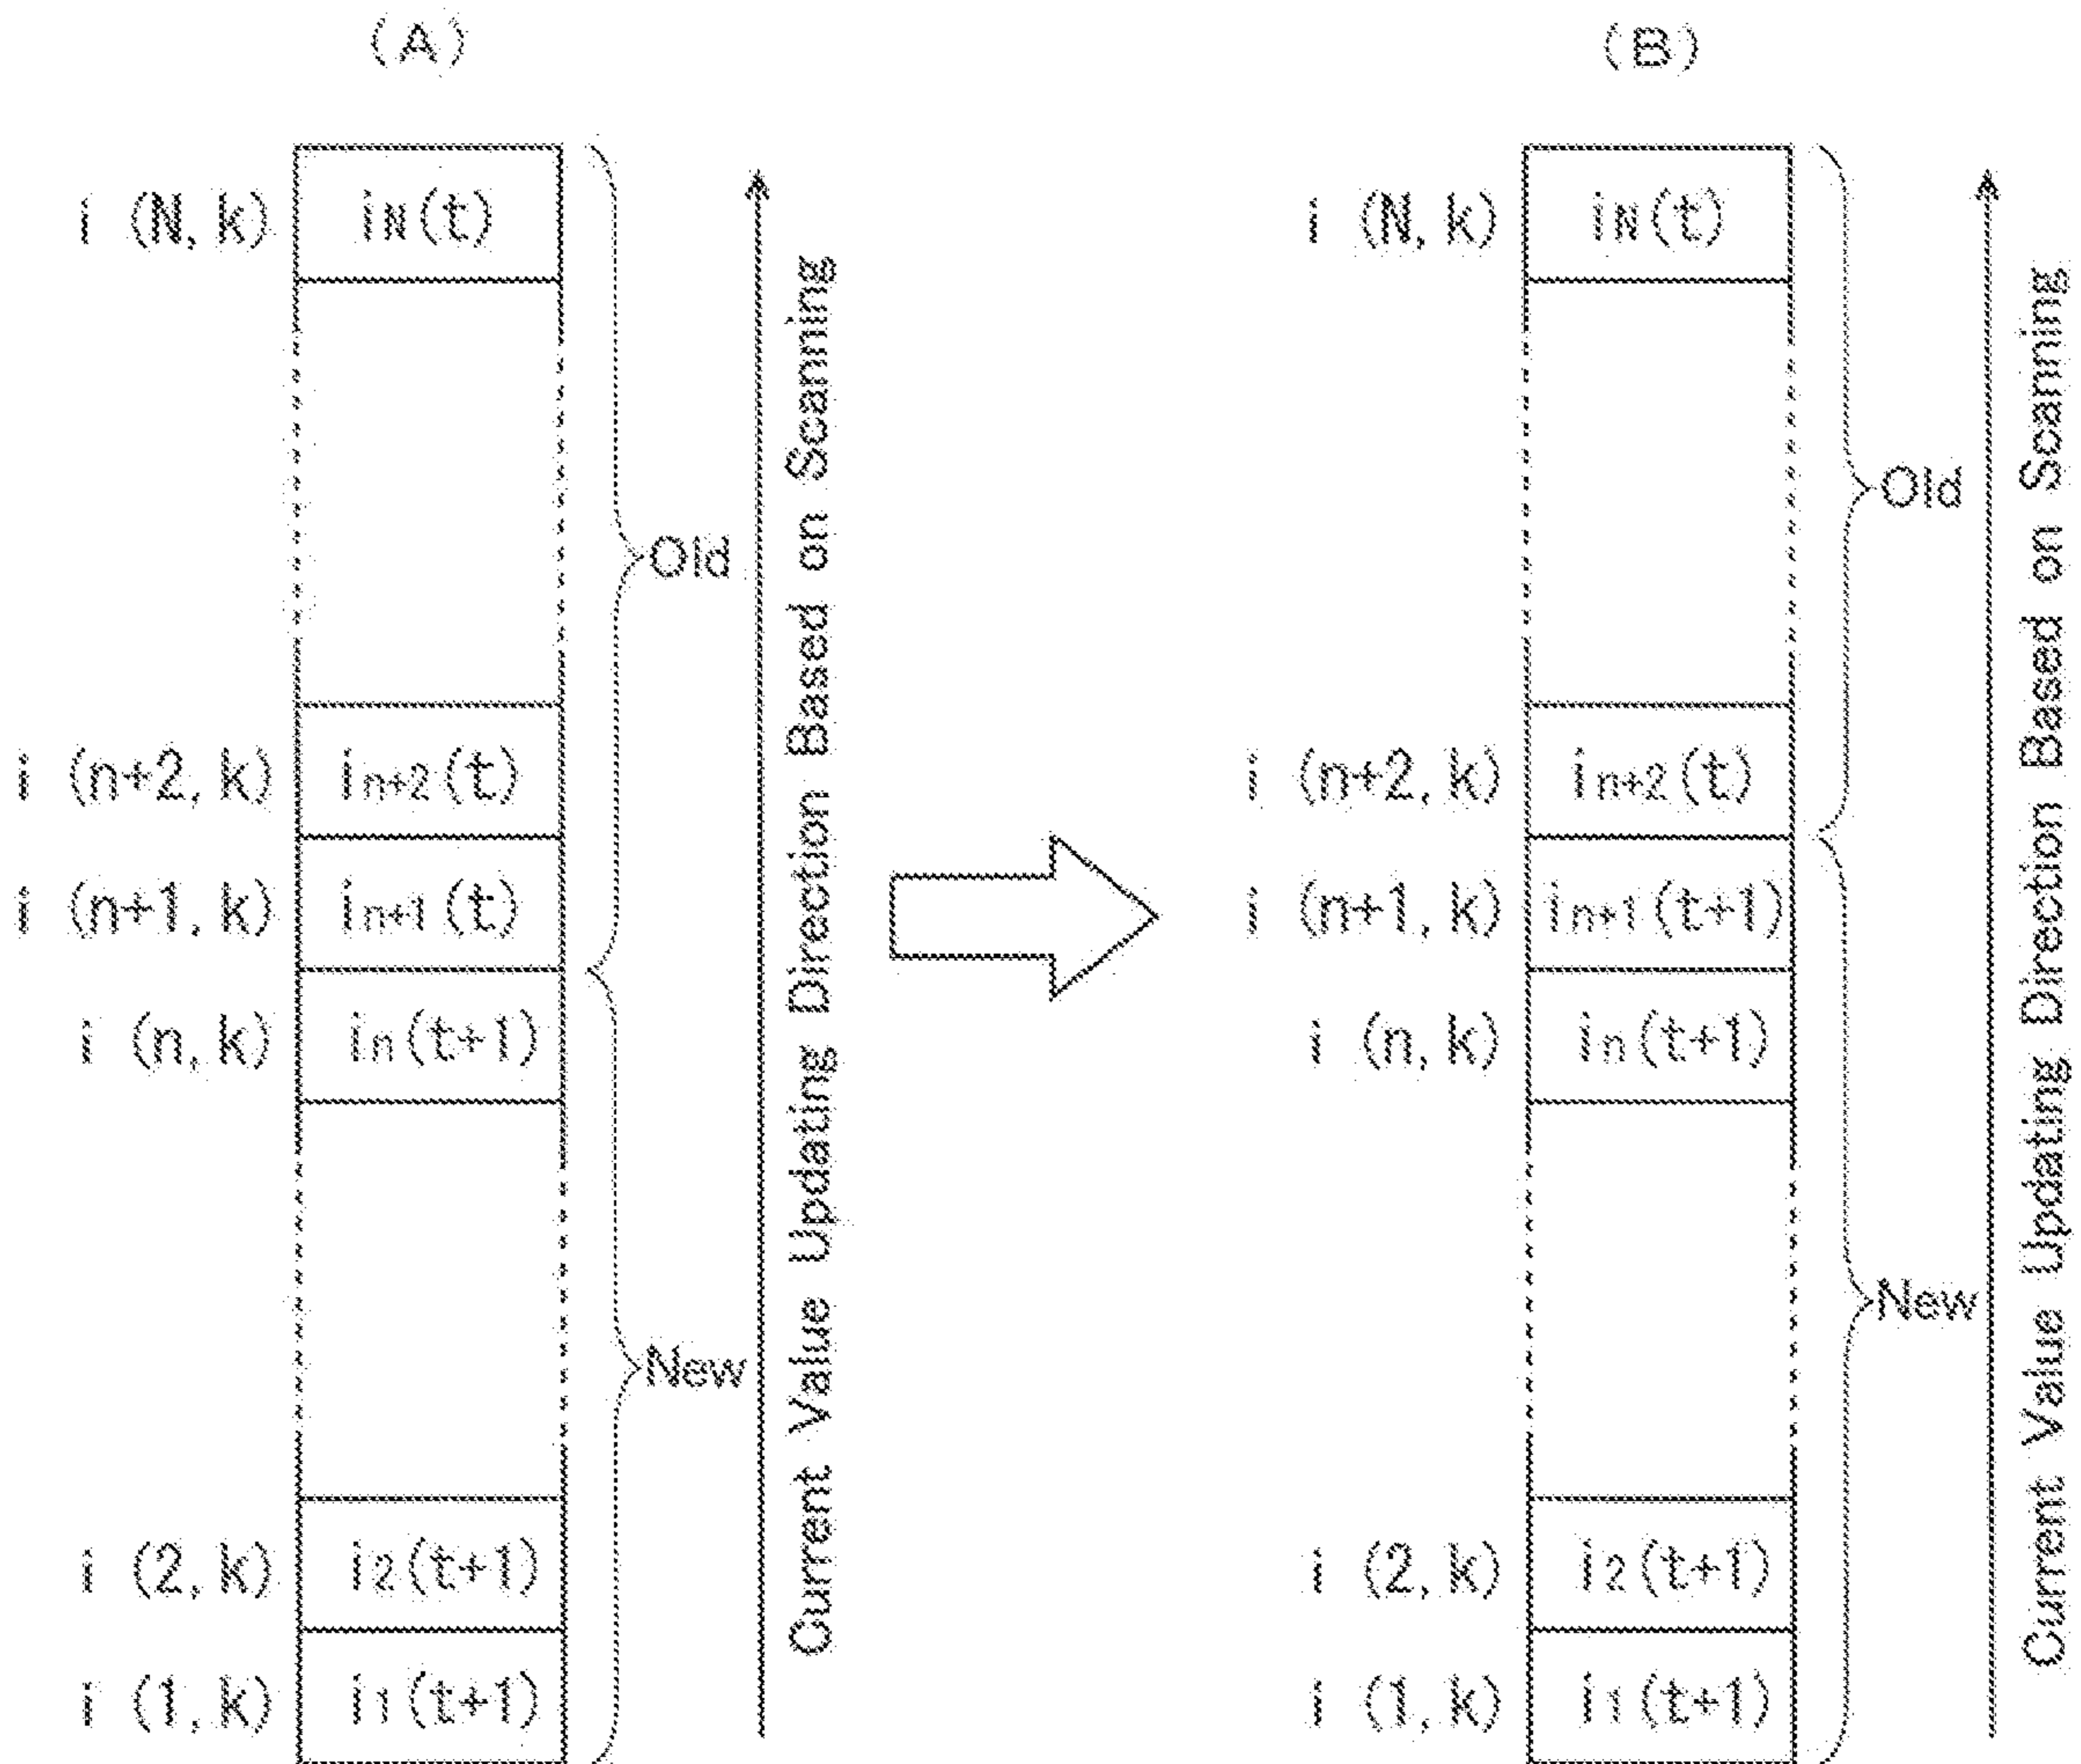 (A)
i (N, k) iN(t)
Old
i (n+2, k) in+2(t)
i (n+1, k) in+1(t)
i (n, k) in(t+1)
New
i (2, k) i2(t+1)
i (1, k) i1(t+1)
Current Value Updating Direction Based on Scanning
(B)
i (N, k) iN(t)
Old
i (n+2, k) in+2(t)
i (n+1, k) in+1(t+1)
i (n, k) in(t+1)
New
i (2, k) i2(t+1)
i (1, k) i1(t+1)
Current Value Updating Direction Based on Scanning